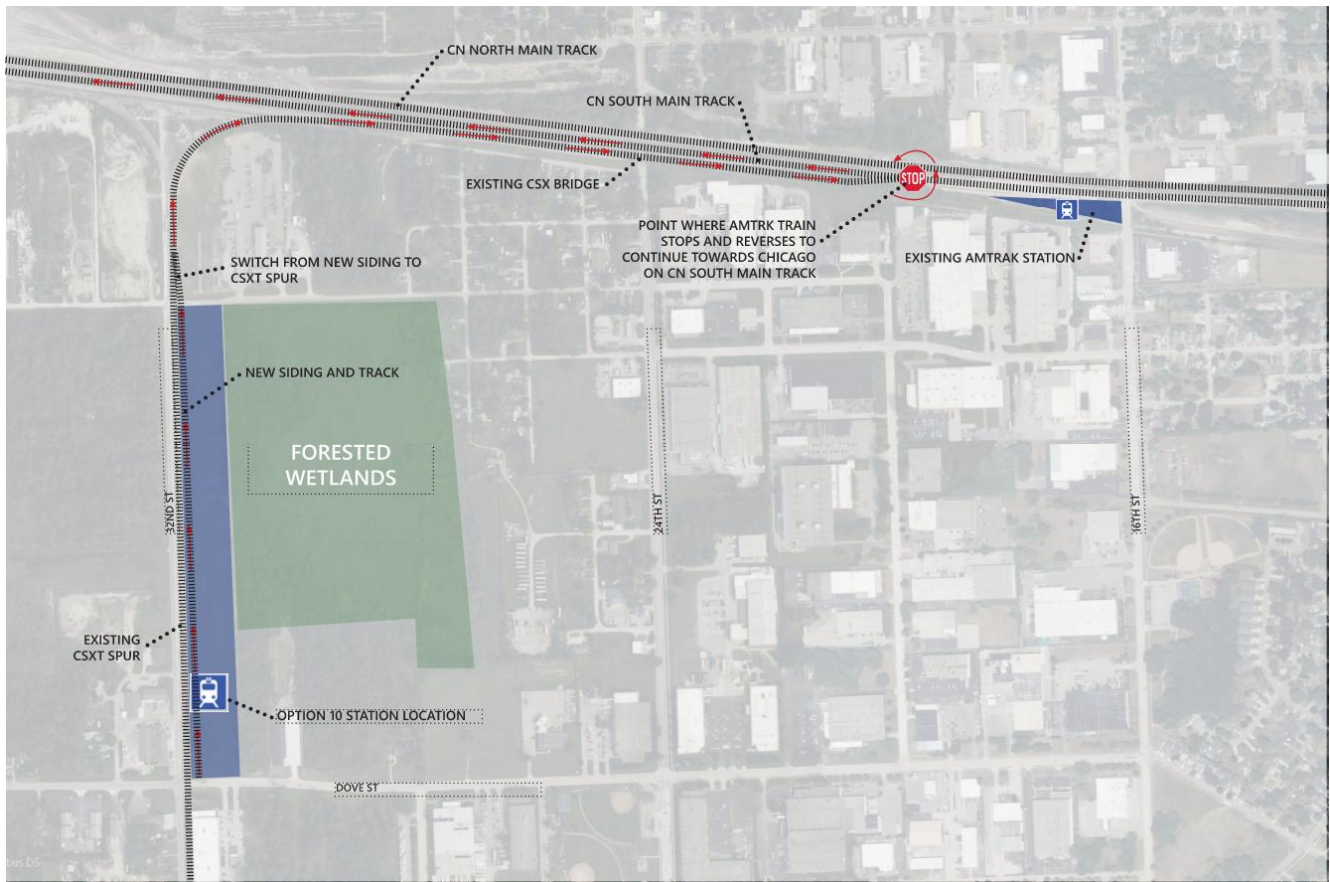 CN NORTH MAIN TRACK
CN SOUTH MAIN TRACK
EXISTING CSX BRIDGE
STOP
POINT WHERE AMTRK TRAIN
STOPS AND REVERSES TO
CONTINUE TOWARDS CHICAGO
ON CN SOUTH MAIN TRACK
EXISTING AMTRAK STATION
SWITCH FROM NEW SIDING TO
CSXT SPUR
NEW SIDING AND TRACK
FORESTED
WETLANDS
32ND ST
24TH ST
16TH ST
EXISTING
CSXT SPUR
OPTION 10 STATION LOCATION
DOVE ST
bus DS